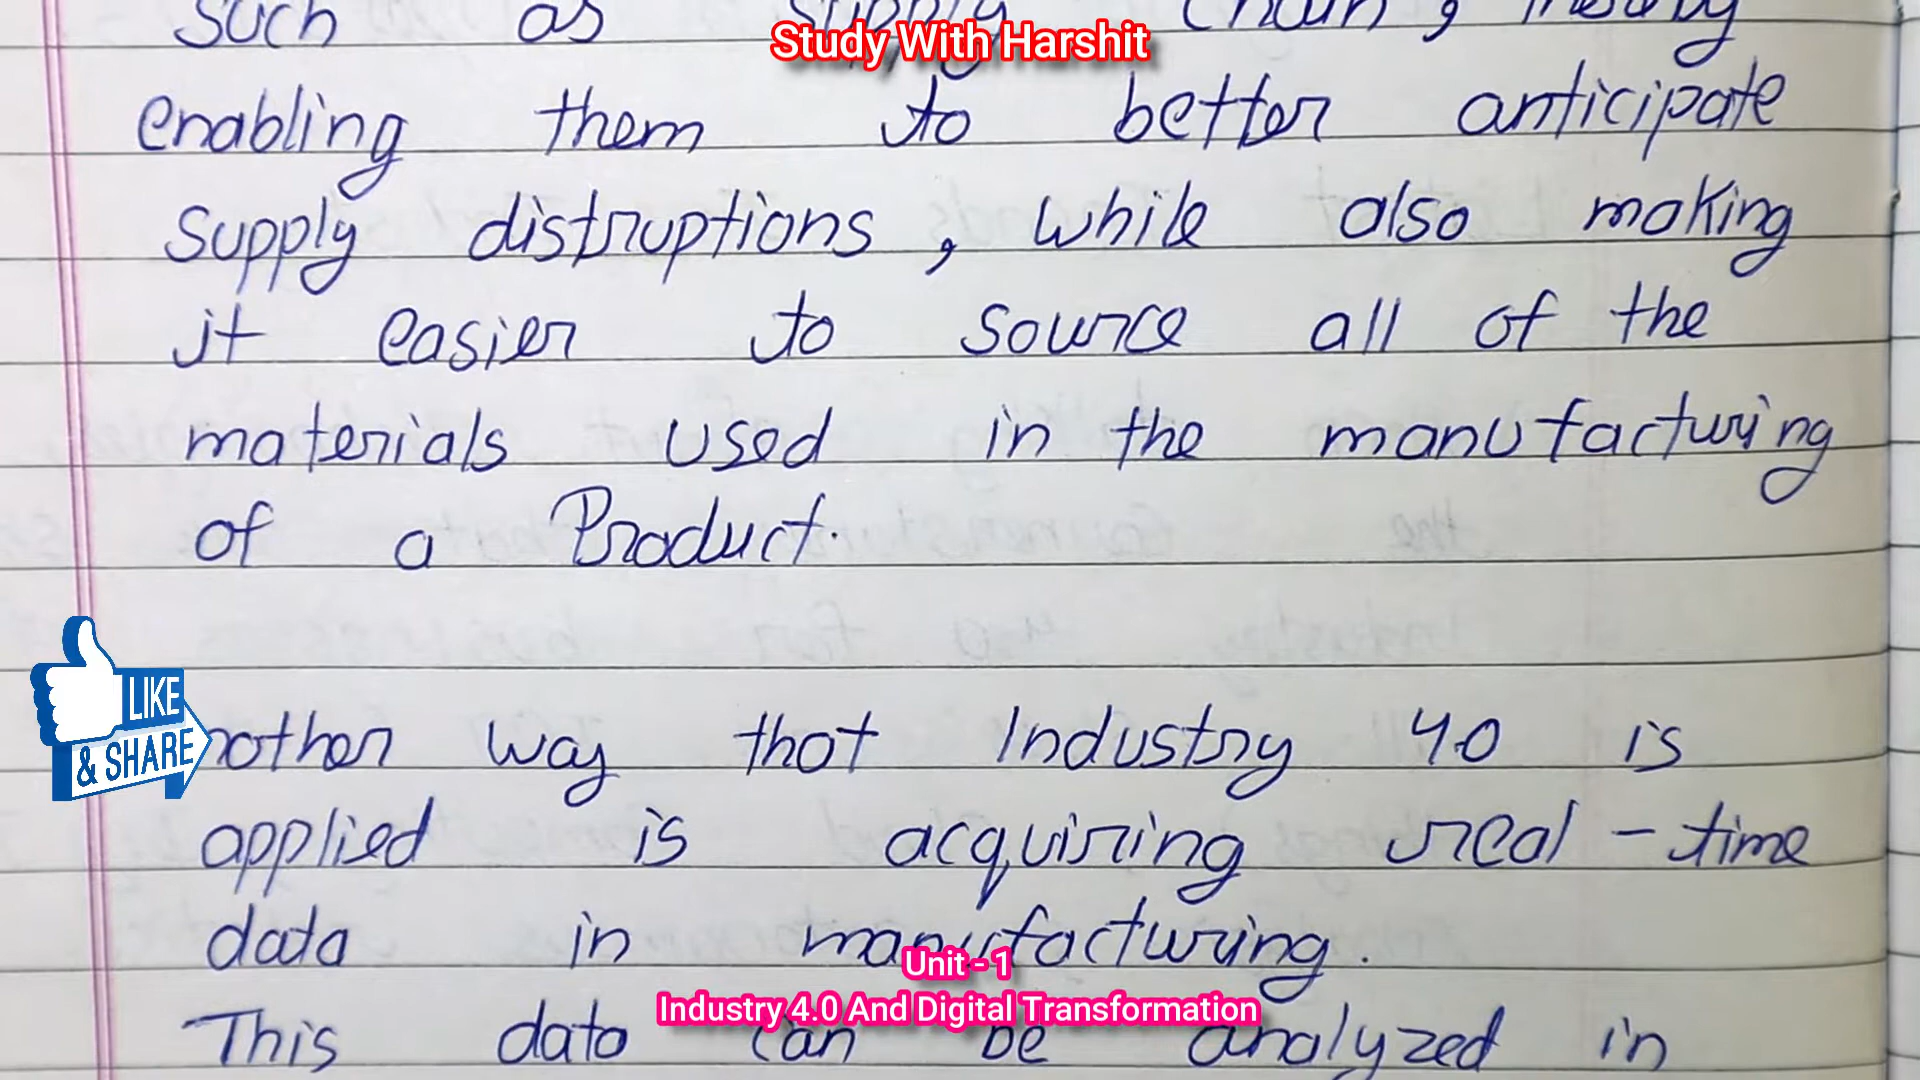 Such as supply chain, thereby
Study With Harshit
enabling them to better anticipate
supply distruptions, while also making
it easier to source all of the
materials used in the manufacturing
of a Product.
LIKE
& SHARE
nother way that Industry 4.0 is
applied is acquiring real-time
data in manufacturing.
Unit - 1
Industry 4.0 And Digital Transformation
This data can be analyzed in